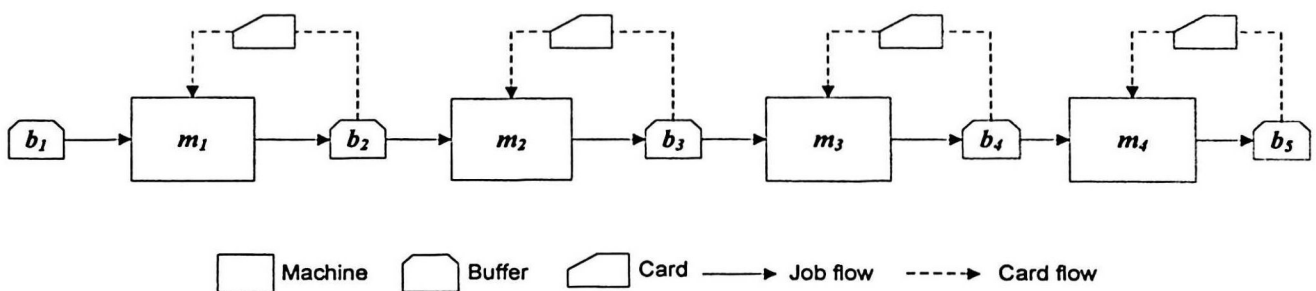 b1 m1 b2 m2 b3 m3 b4 m4 b5
Machine Buffer Card Job flow Card flow